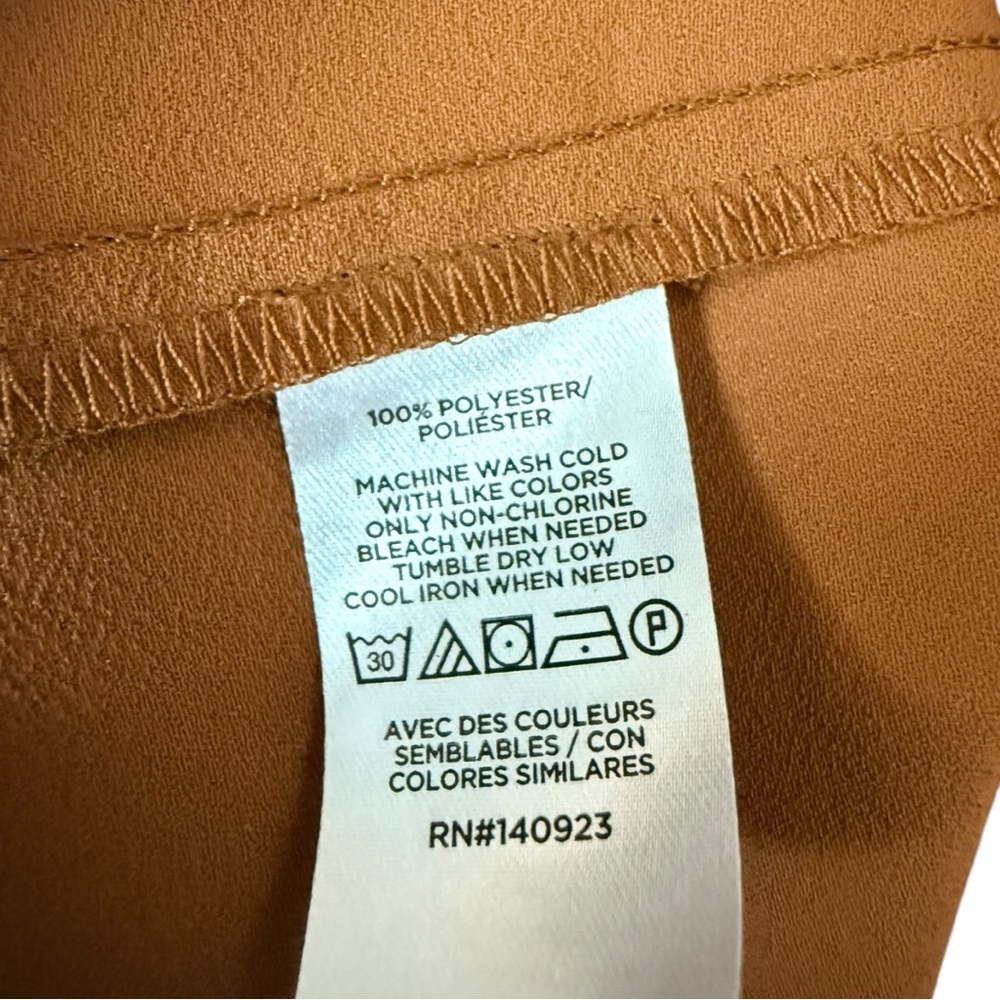 100% POLYESTER/
POLIÉSTER
MACHINE WASH COLD
WITH LIKE COLORS
ONLY NON-CHLORINE
BLEACH WHEN NEEDED
TUMBLE DRY LOW
COOL IRON WHEN NEEDED
30 P
AVEC DES COULEURS
SEMBLABLES / CON
COLORES SIMILARES
RN#140923